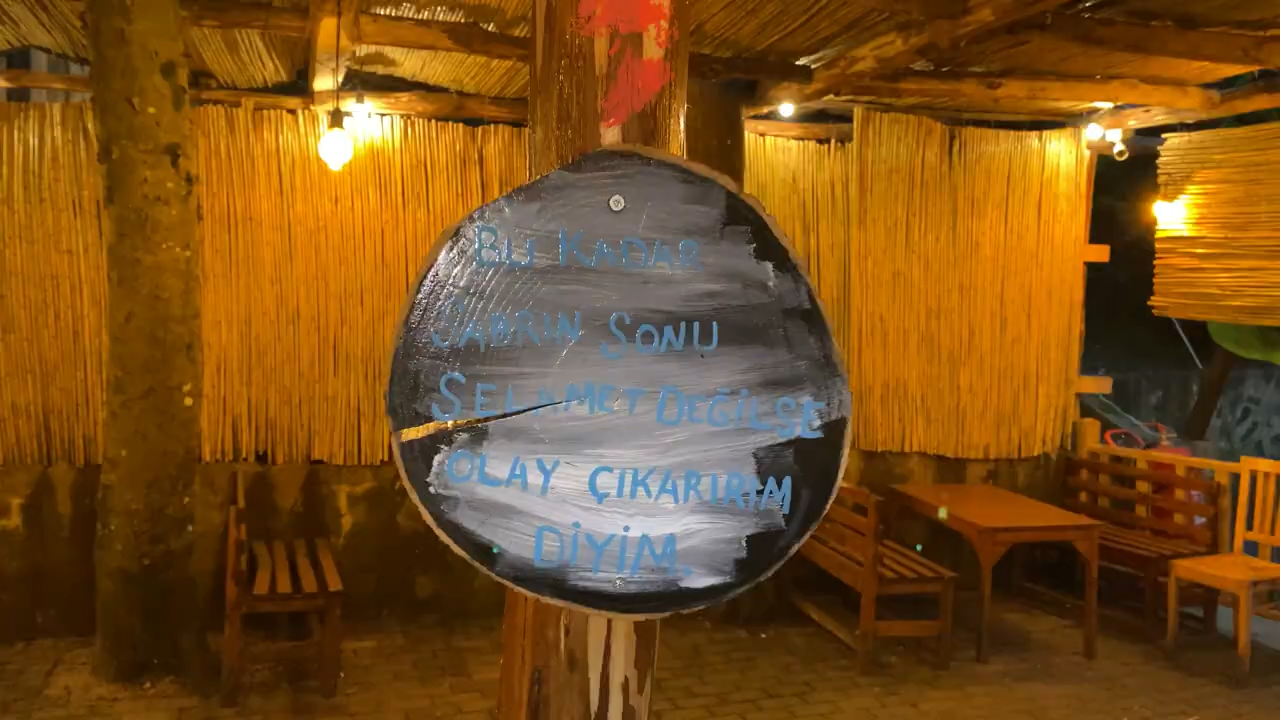 BU KADAR
SABRIN SONU
SELAMET DEĞİLSE
OLAY ÇIKARIRIM
DİYİM.